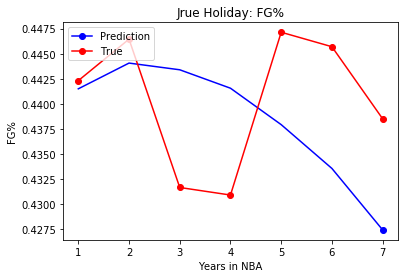 Jrue Holiday: FG%
Prediction
True
0.4475
0.4450
0.4425
0.4400
0.4375
0.4350
0.4325
0.4300
0.4275
FG%
1 2 3 4 5 6 7
Years in NBA